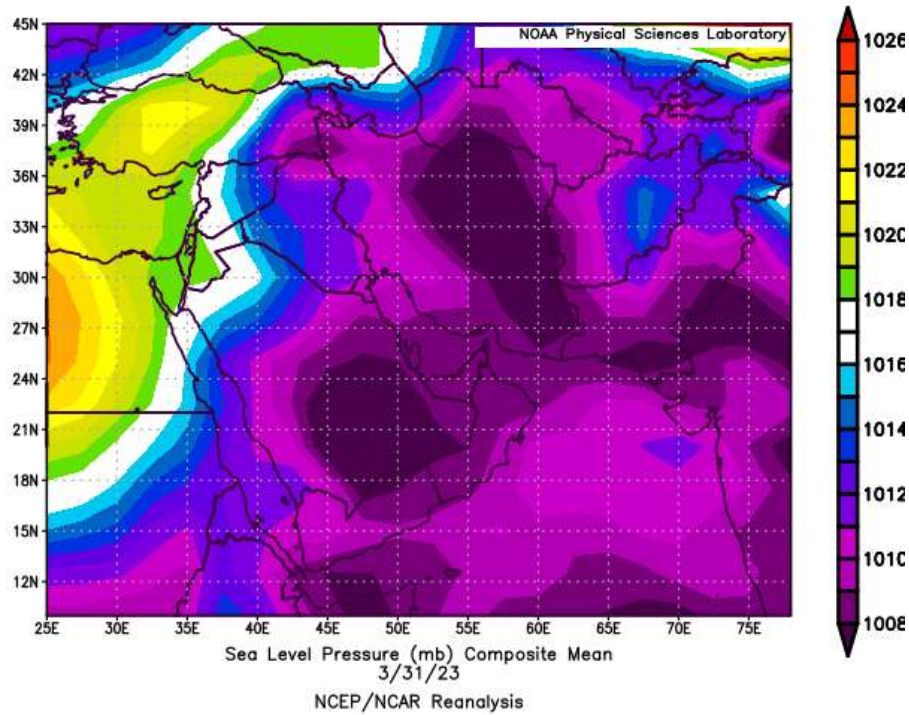 NOAA Physical Sciences Laboratory
45N
42N
39N
36N
33N
30N
27N
24N
21N
18N
15N
12N
25E 30E 35E 40E 45E 50E 55E 60E 65E 70E 75E
1026
1024
1022
1020
1018
1016
1014
1012
1010
1008
Sea Level Pressure (mb) Composite Mean
3/31/23
NCEP/NCAR Reanalysis